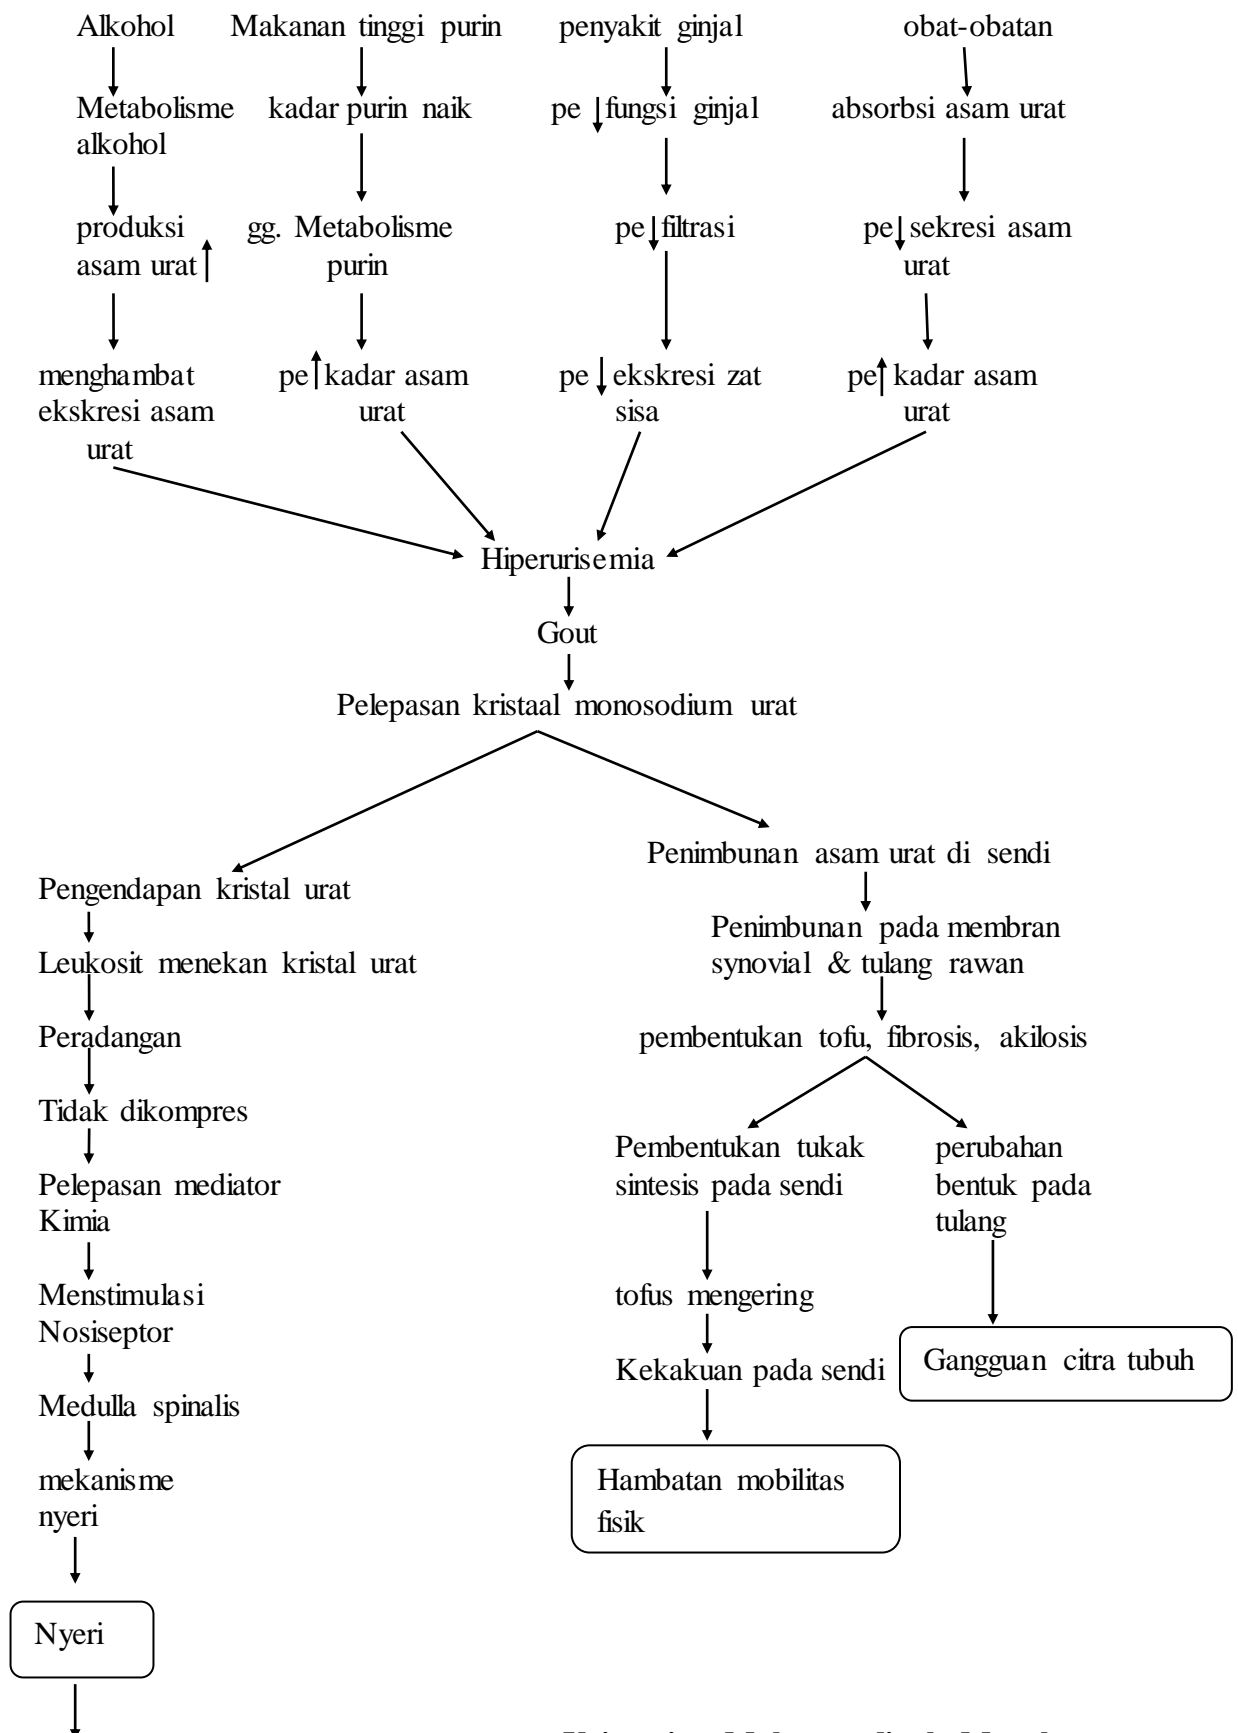 Alkohol Makanan tinggi purin penyakit ginjal obat-obatan
Metabolisme alkohol
kadar purin naik
pe ↓ fungsi ginjal
absorbsi asam urat
produksi
asam urat ↑
gg. Metabolisme
purin
pe ↓ filtrasi
pe ↓ sekresi asam
urat
menghambat
ekskresi asam
urat
pe ↑ kadar asam
urat
pe ↓ ekskresi zat
sisa
pe ↑ kadar asam
urat
Hiperurisemia
Gout
Pelepasan kristaal monosodium urat
Pengendapan kristal urat
Leukosit menekan kristal urat
Peradangan
Tidak dikompres
Pelepasan mediator
Kimia
Menstimulasi
Nosiseptor
Medulla spinalis
mekanisme
nyeri
Nyeri
Penimbunan asam urat di sendi
Penimbunan pada membran
synovial & tulang rawan
pembentukan tofu, fibrosis, akilosis
Pembentukan tukak
sintesis pada sendi
tofus mengering
Kekakuan pada sendi
Hambatan mobilitas
fisik
perubahan
bentuk pada
tulang
Gangguan citra tubuh